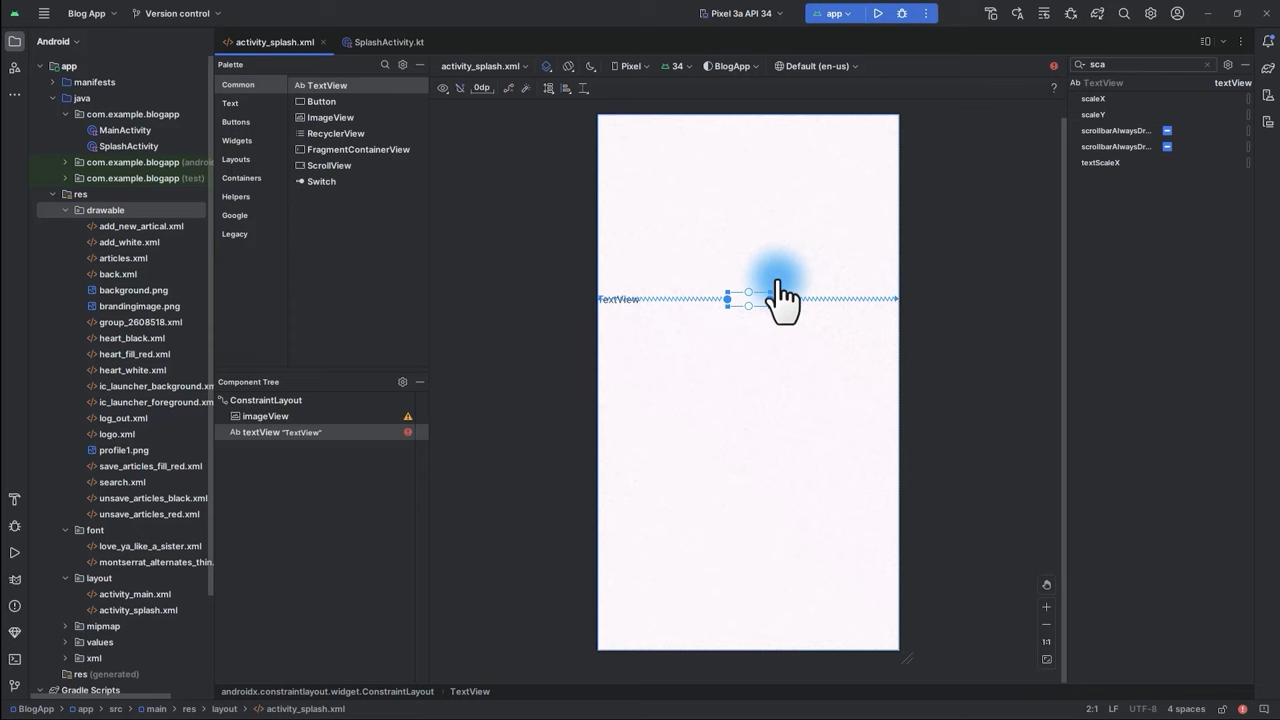 Blog App
Version control
Pixel 3a API 34
app
Android
activity_splash.xml
SplashActivity.kt
app
manifests
java
com.example.blogapp
MainActivity
SplashActivity
com.example.blogapp (android
com.example.blogapp (test)
res
drawable
add_new_artical.xml
add_white.xml
articles.xml
back.xml
background.png
brandingimage.png
group_2608518.xml
heart_black.xml
heart_fill_red.xml
heart_white.xml
ic_launcher_background.xm
ic_launcher_foreground.xm
log_out.xml
logo.xml
profile1.png
save_articles_fill_red.xml
search.xml
unsave_articles_black.xml
unsave_articles_red.xml
font
love_ya_like_a_sister.xml
montserrat_alternates_thin.
layout
activity_main.xml
activity_splash.xml
mipmap
values
xml
res (generated)
Gradle Scripts
Palette
Common
Text
Buttons
Widgets
Layouts
Containers
Helpers
Google
Legacy
Ab TextView
Button
ImageView
RecyclerView
FragmentContainerView
ScrollView
Switch
Component Tree
ConstraintLayout
imageView
Ab textView "TextView"
activity_splash.xml
Pixel
34
BlogApp
Default (en-us)
0dp
?
TextView
1:1
sca
Ab TextView
textView
scaleX
scaleY
scrollbarAlwaysDr...
scrollbarAlwaysDr...
textScaleX
androidx.constraintlayout.widget.ConstraintLayout
TextView
BlogApp > app > src > main > res > layout > activity_splash.xml
2:1
LF
UTF-8
4 spaces